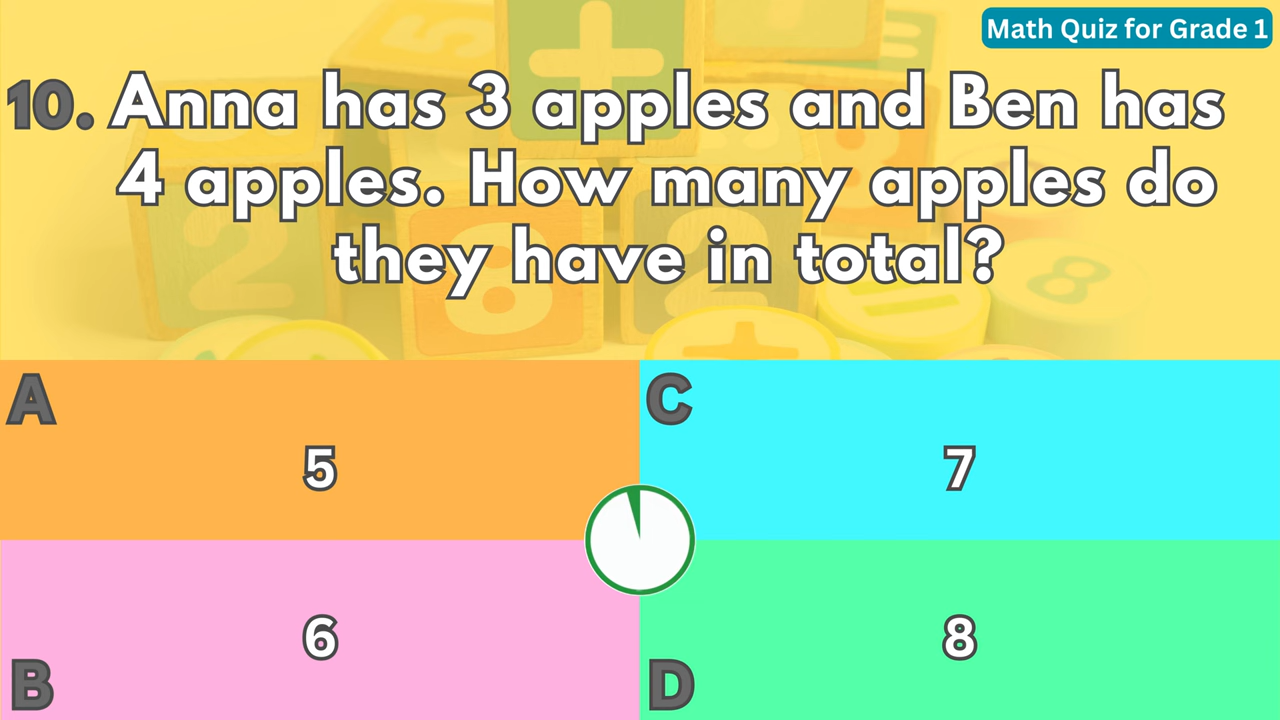 Math Quiz for Grade 1
10. Anna has 3 apples and Ben has
4 apples. How many apples do
they have in total?
A
5
C
7
B
6
D
8